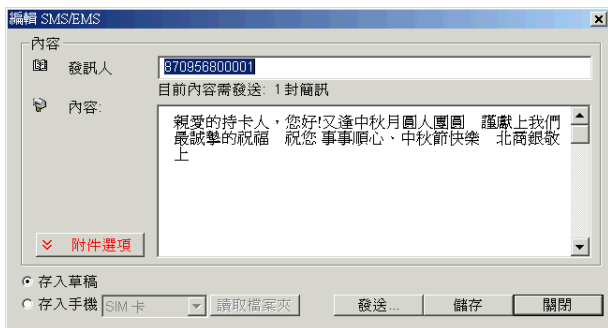 編輯 SMS/EMS
內容
發訊人
870956800001
目前內容需發送: 1 封簡訊
內容:
親愛的持卡人，您好!又逢中秋月圓人團圓　謹獻上我們
最誠摯的祝福　祝您 事事順心、中秋節快樂　北商銀敬
上
附件選項
存入草稿
存入手機 SIM 卡 讀取檔案夾 發送... 儲存 關閉